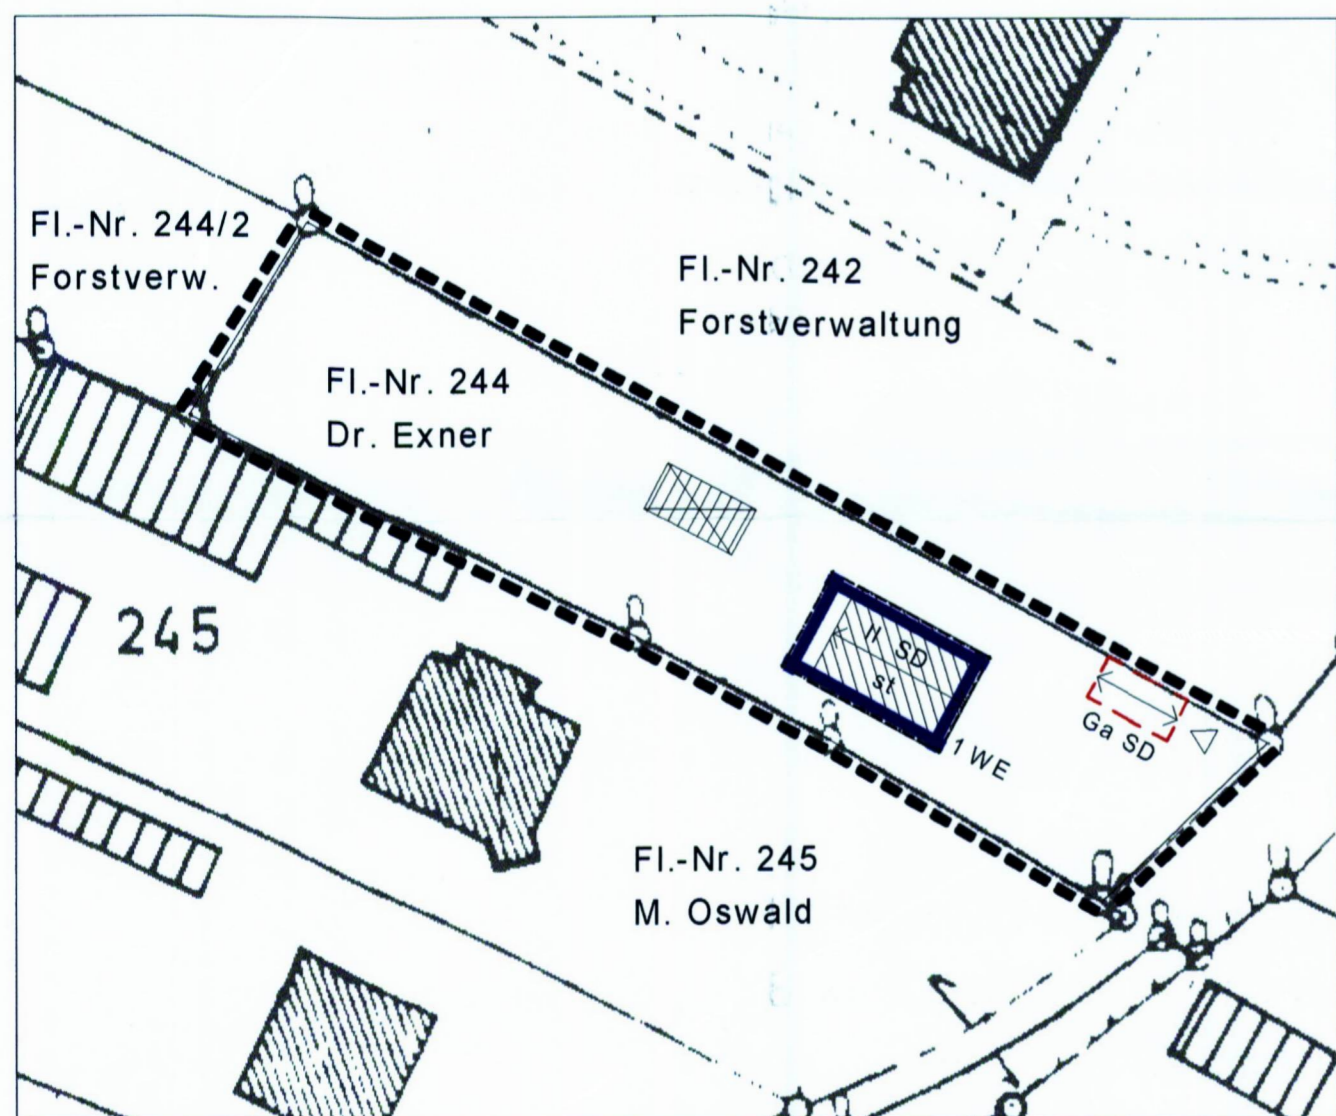 Fl.-Nr. 244/2
Forstverw.
Fl.-Nr. 242
Forstverwaltung
Fl.-Nr. 244
Dr. Exner
245
II SD
st
1 WE
Ga SD
Fl.-Nr. 245
M. Oswald